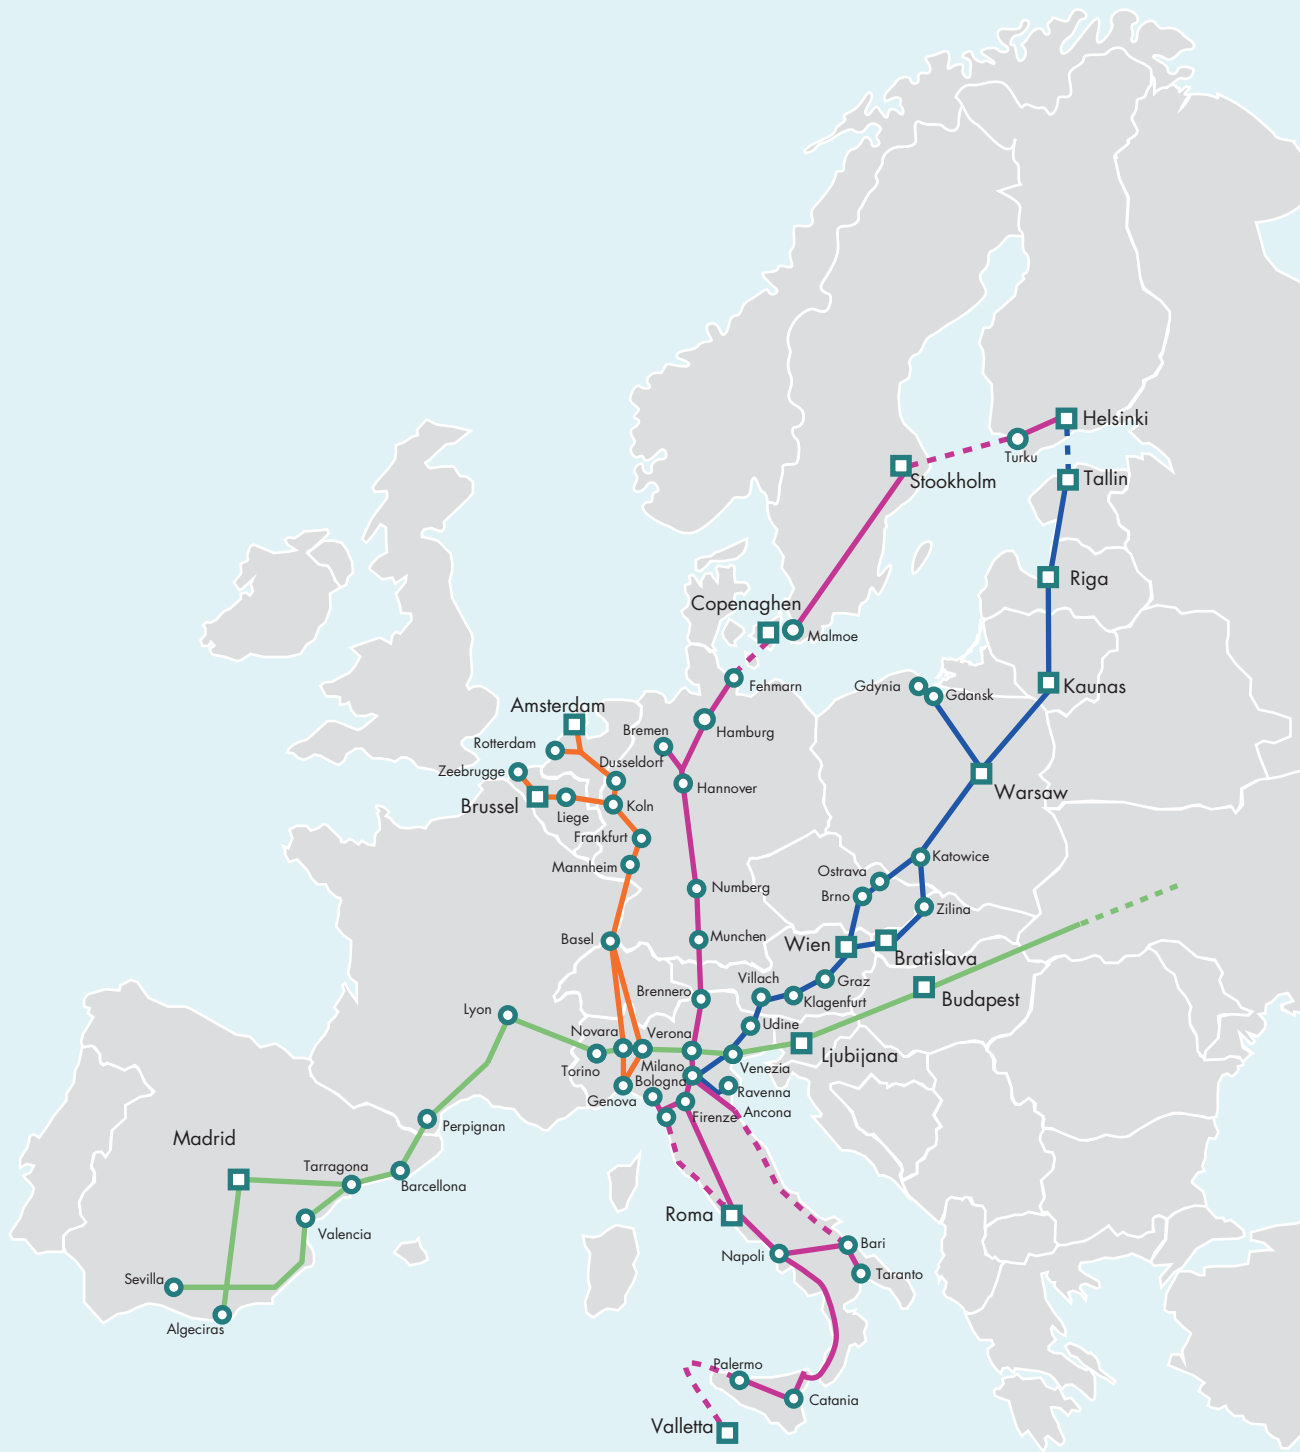 Helsinki
Turku
Stookholm
Tallin
Riga
Copenaghen
Malmoe
Fehmarn
Gdynia
Gdansk
Kaunas
Amsterdam
Hamburg
Bremen
Rotterdam
Dusseldorf
Zeebrugge
Hannover
Warsaw
Brussel
Liege
Koln
Frankfurt
Mannheim
Katowice
Ostrava
Brno
Numberg
Zilina
Basel
Munchen
Wien
Bratislava
Villach
Graz
Brennero
Klagenfurt
Budapest
Lyon
Novara
Verona
Udine
Ljubijana
Torino
Milano
Venezia
Bologna
Ravenna
Genova
Firenze
Ancona
Perpignan
Madrid
Tarragona
Barcellona
Roma
Valencia
Napoli
Bari
Taranto
Sevilla
Algeciras
Palermo
Catania
Valletta